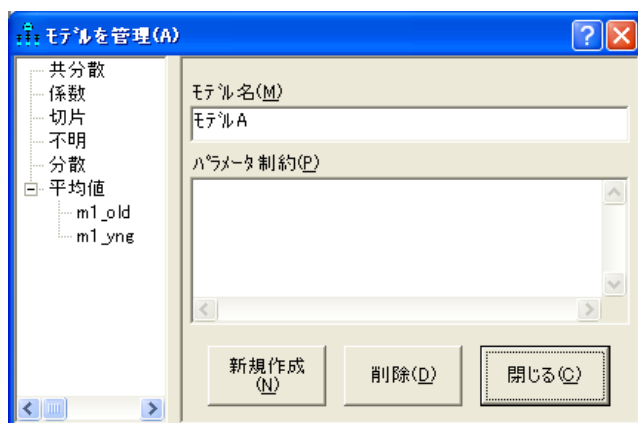 モデルを管理(A)
共分散
係数
切片
不明
分散
平均値
m1_old
m1_yng
モデル名(M)
モデルA
パラメータ制約(P)
新規作成
(N)
削除(D)
閉じる(C)